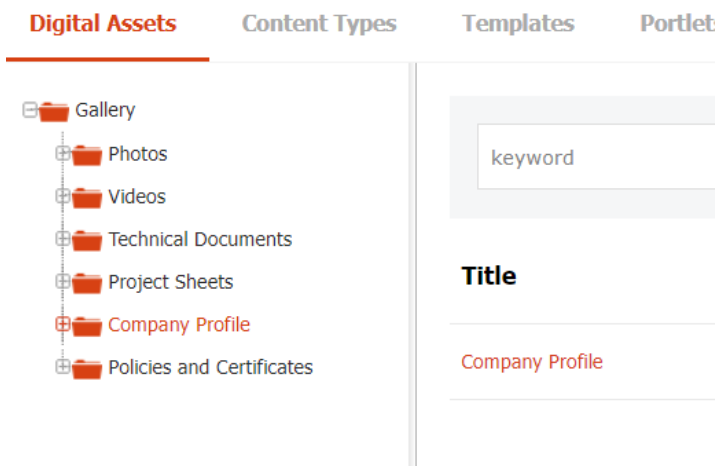 Digital Assets Content Types Templates Portlets
Gallery
Photos
Videos
Technical Documents
Project Sheets
Company Profile
Policies and Certificates
keyword
Title
Company Profile